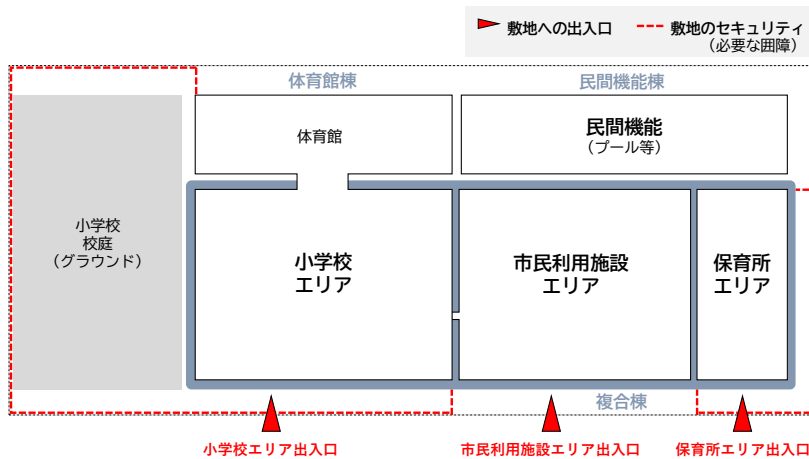 敷地への出入口
敷地のセキュリティ
（必要な囲障）
体育館棟
民間機能棟
体育館
民間機能
（プール等）
小学校
校庭
（グラウンド）
小学校
エリア
市民利用施設
エリア
保育所
エリア
複合棟
小学校エリア出入口
市民利用施設エリア出入口
保育所エリア出入口